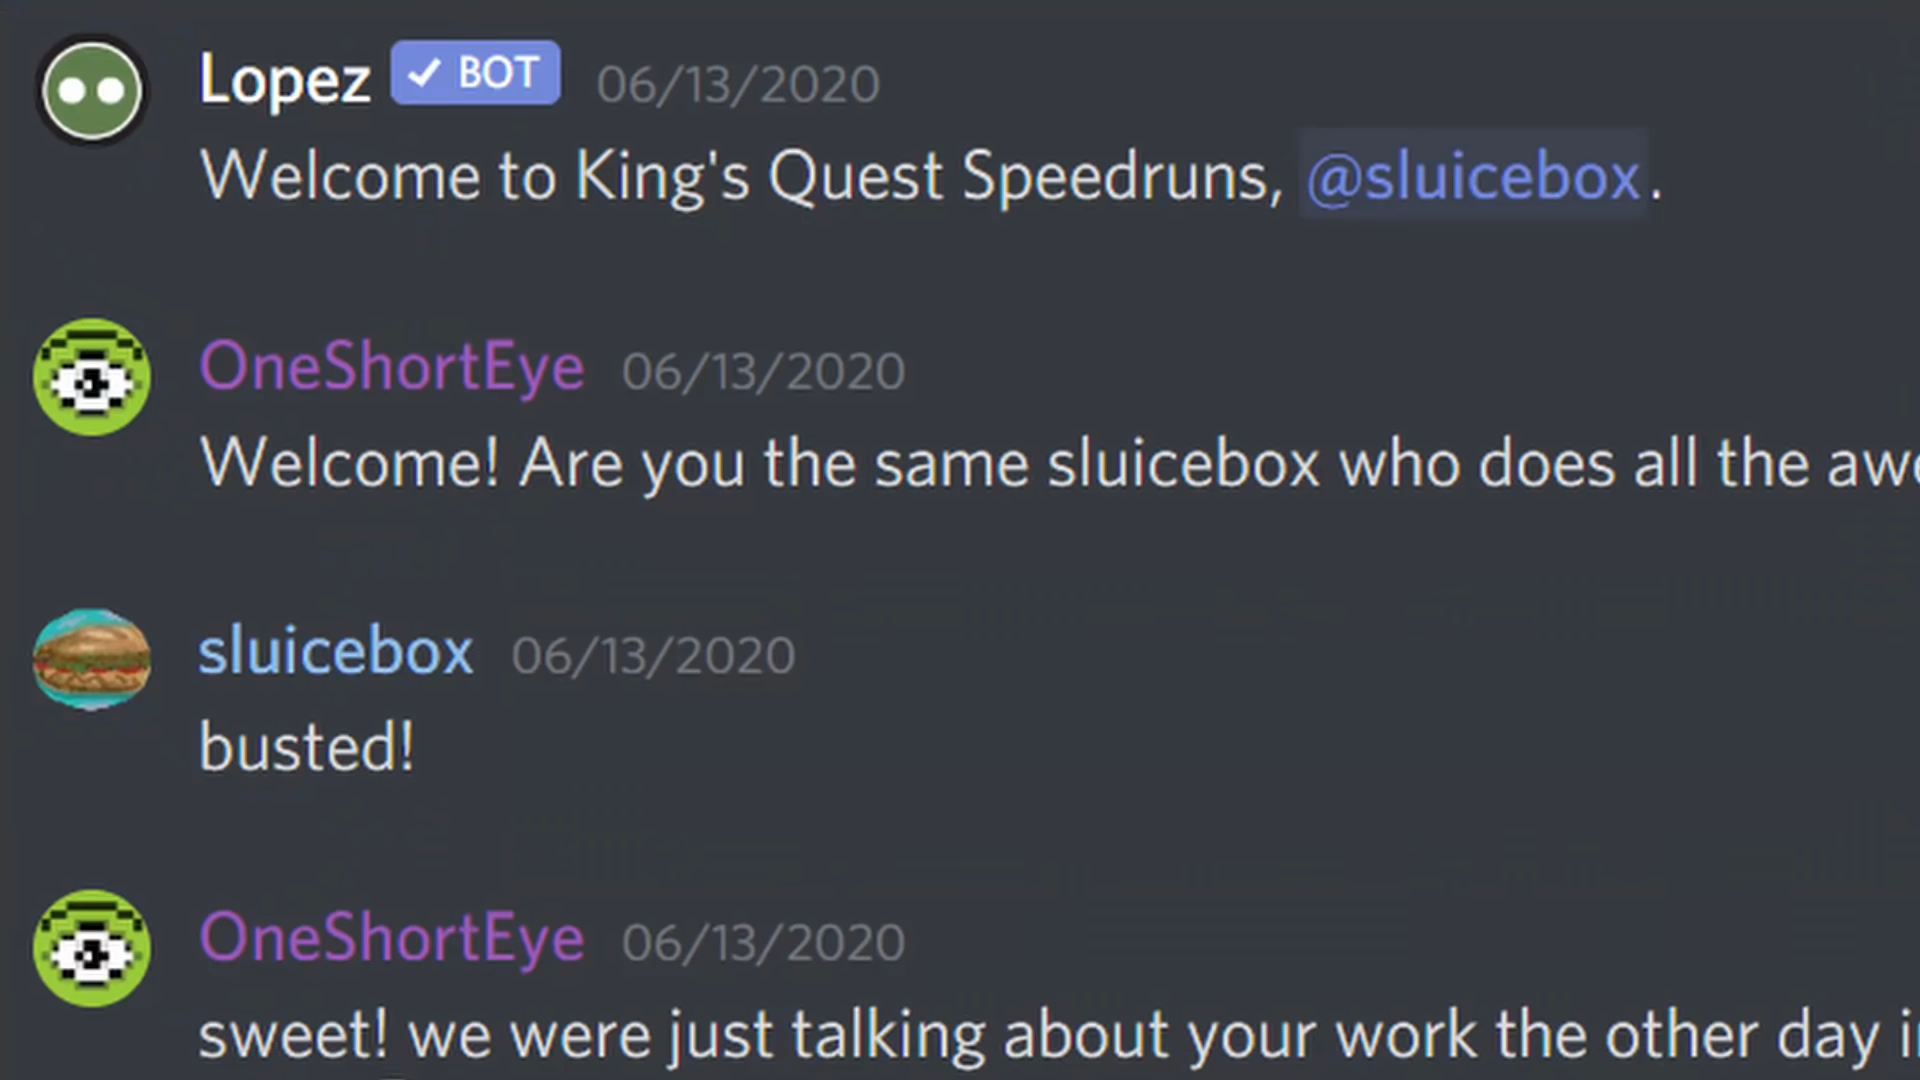 Lopez ✓ BOT 06/13/2020
Welcome to King's Quest Speedruns, @sluicebox.
OneShortEye 06/13/2020
Welcome! Are you the same sluicebox who does all the
sluicebox 06/13/2020
busted!
OneShortEye 06/13/2020
sweet! we were just talking about your work the other day